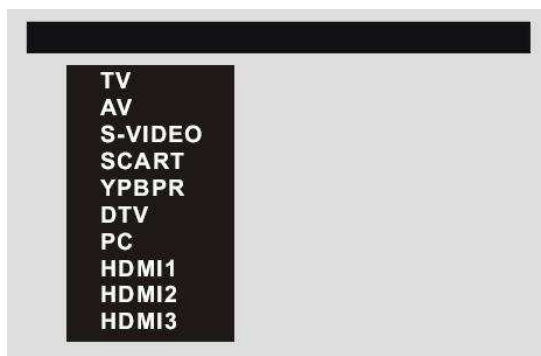 TV
AV
S-VIDEO
SCART
YPBPR
DTV
PC
HDMI1
HDMI2
HDMI3